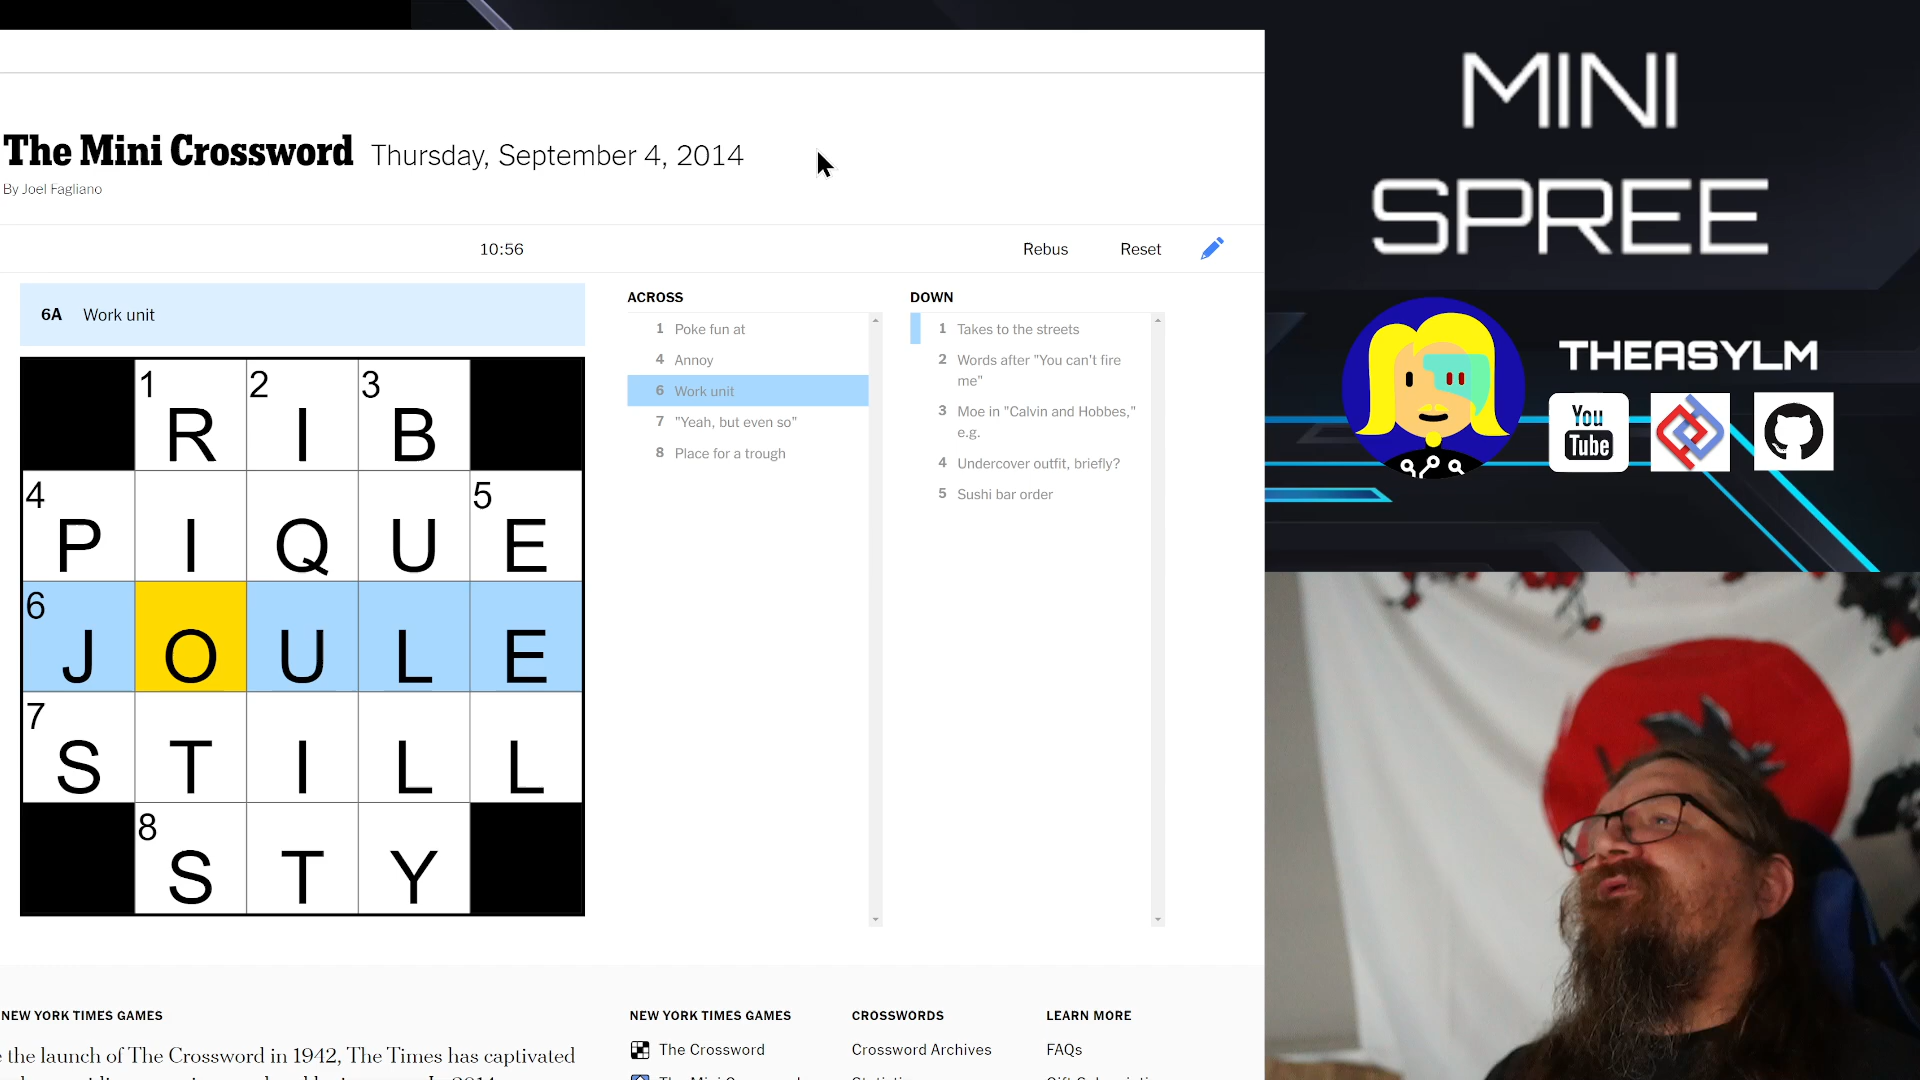 MINI
SPREE
THEASYLM
You
Tube
The Mini Crossword Thursday, September 4, 2014
By Joel Fagliano
10:56
Rebus
Reset
6A Work unit
1 2 3
R I B
4 5
P I Q U E
6
J O U L E
7
S T I L L
8
S T Y
ACROSS
1 Poke fun at
4 Annoy
6 Work unit
7 "Yeah, but even so"
8 Place for a trough
DOWN
1 Takes to the streets
2 Words after "You can't fire
me"
3 Moe in "Calvin and Hobbes,"
e.g.
4 Undercover outfit, briefly?
5 Sushi bar order
NEW YORK TIMES GAMES
the launch of The Crossword in 1942, The Times has captivated
NEW YORK TIMES GAMES
The Crossword
CROSSWORDS
Crossword Archives
LEARN MORE
FAQs